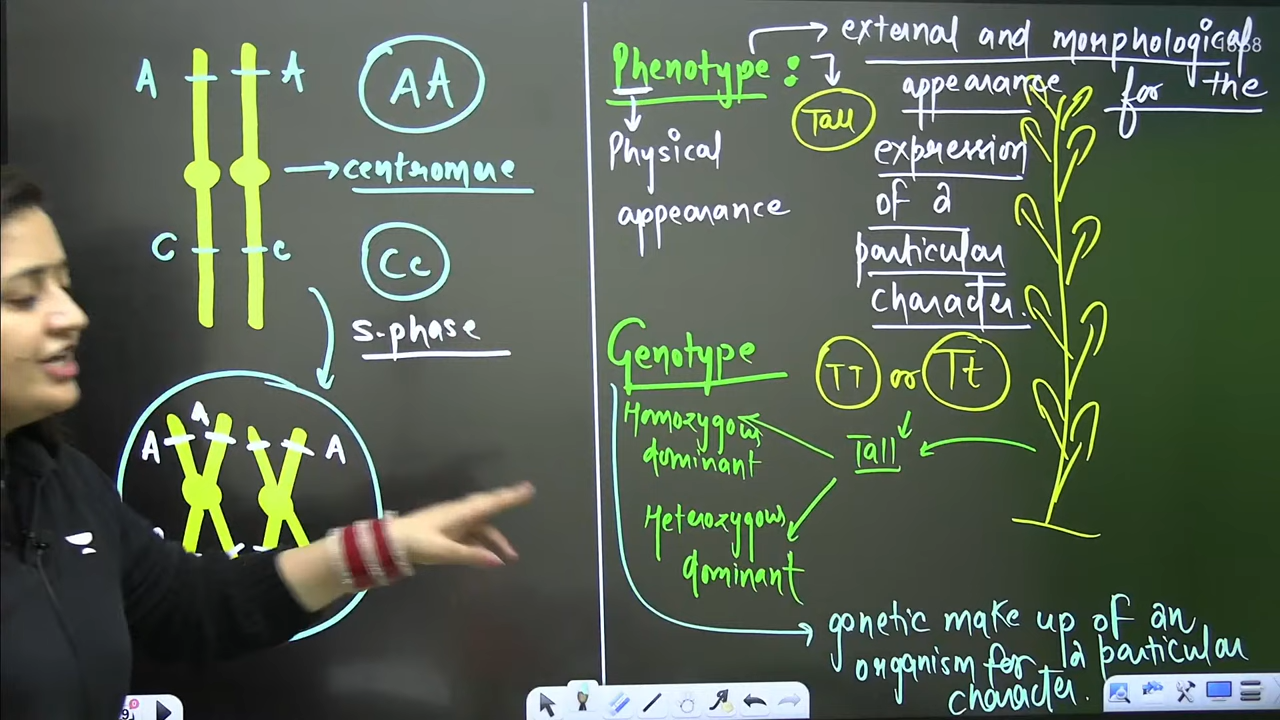 A A
AA
centromere
C c
Cc
s-phase
A A A
Phenotype :
Physical
appearance
Tall
external and morphological
appearance for the
expression
of a
particular
character.
Genotype
TT or Tt
Tall
Homozygous
dominant
Heterozygous
dominant
genetic make up of an
organism for a particular
character.